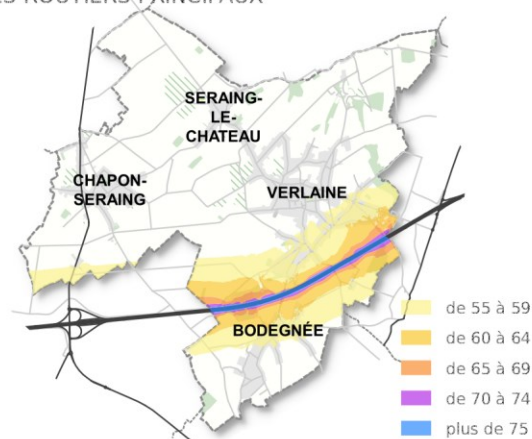 SERAING-
LE-
CHATEAU
CHAPON-
SERAING
VERLAINE
BODEGNÉE
de 55 à 59
de 60 à 64
de 65 à 69
de 70 à 74
plus de 75